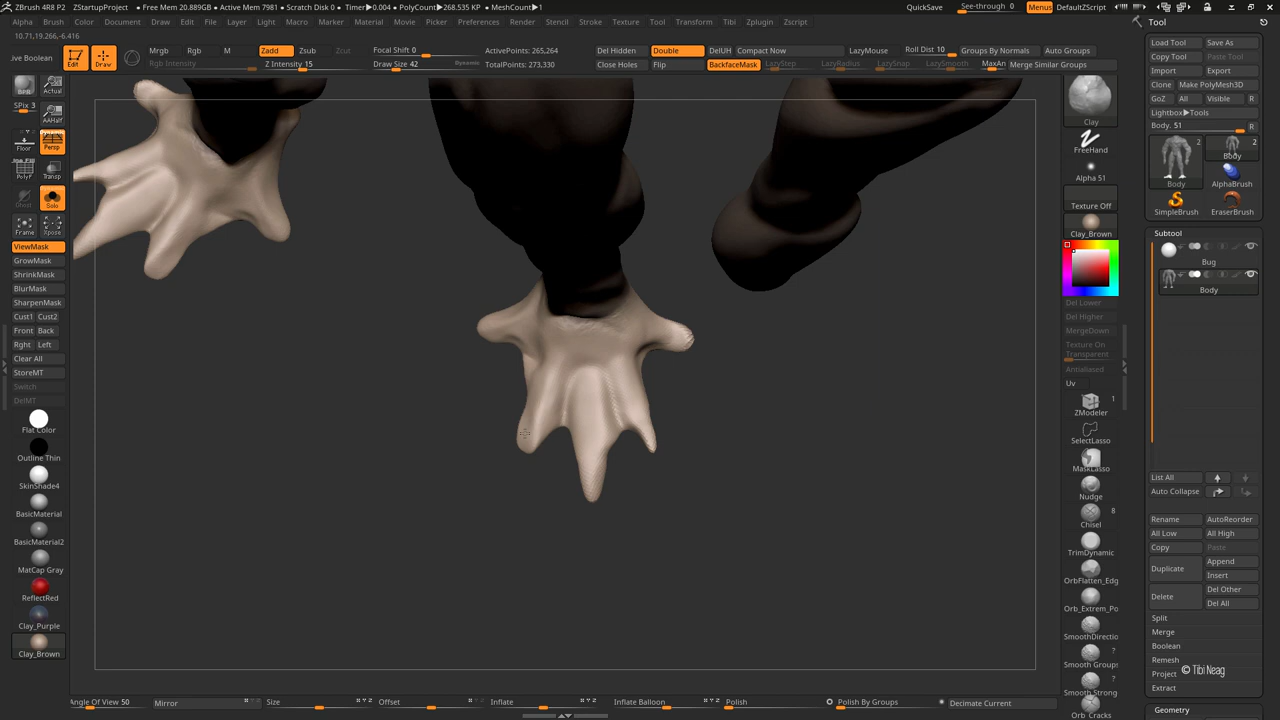 ZBrush 4R8 P2 ZStartupProject • Free Mem 20.889GB • Active Mem 7981 • Scratch Disk 0 • Timer▶0.004 • PolyCount▶268.535 KP • MeshCount▶1 QuickSave See-through 0 Menus DefaultZScript
Alpha Brush Color Document Draw Edit File Layer Light Macro Marker Material Movie Picker Preferences Render Stencil Stroke Texture Tool Transform Tibi Zplugin Zscript Tool
10.71,19.266,-6.416
ive Boolean Edit Draw
Mrgb Rgb M Zadd Zsub Zcut
Rgb Intensity Z Intensity 15
Focal Shift 0
Draw Size 42 Dynamic
ActivePoints: 265,264
TotalPoints: 273,330
Del Hidden Double DelUH Compact Now LazyMouse Roll Dist 10 Groups By Normals Auto Groups
Close Holes Flip BackfaceMask LazyStep LazyRadius LazySnap LazySmooth MaxAn Merge Similar Groups
BPR Actual
SPix 3
AAHalf
Floor Persp
PolyF Transp
Ghost Solo
Frame Xpose
ViewMask
GrowMask
ShrinkMask
BlurMask
SharpenMask
Cust1 Cust2
Front Back
Rght Left
Clear All
StoreMT
Switch
DelMT
Flat Color
Outline Thin
SkinShade4
BasicMaterial
BasicMaterial2
MatCap Gray
ReflectRed
Clay_Purple
Clay_Brown
Clay
FreeHand
Alpha 51
Texture Off
Clay_Brown
Del Lower
Del Higher
MergeDown
Texture On
Transparent
Antialiased
Uv
1
ZModeler
SelectLasso
MaskLasso
Nudge
8
Chisel
TrimDynamic
OrbFlatten_Edg
Orb_Extrem_Po
SmoothDirectio
?
Smooth Groups
?
Smooth Strong
Orb_Cracks
Load Tool Save As
Copy Tool Paste Tool
Import Export
Clone Make PolyMesh3D
GoZ All Visible R
Lightbox▶Tools
Body. 51 R
2 2
Body
Body AlphaBrush
SimpleBrush EraserBrush
Subtool
Bug
Body
List All
Auto Collapse
Rename AutoReorder
All Low All High
Copy Paste
Duplicate Append
Insert
Delete Del Other
Del All
Split
Merge
Boolean
Remesh
Project
© Tibi Neag
Extract
Geometry
Angle Of View 50 Mirror Size Offset Inflate Inflate Balloon Polish Polish By Groups Decimate Current